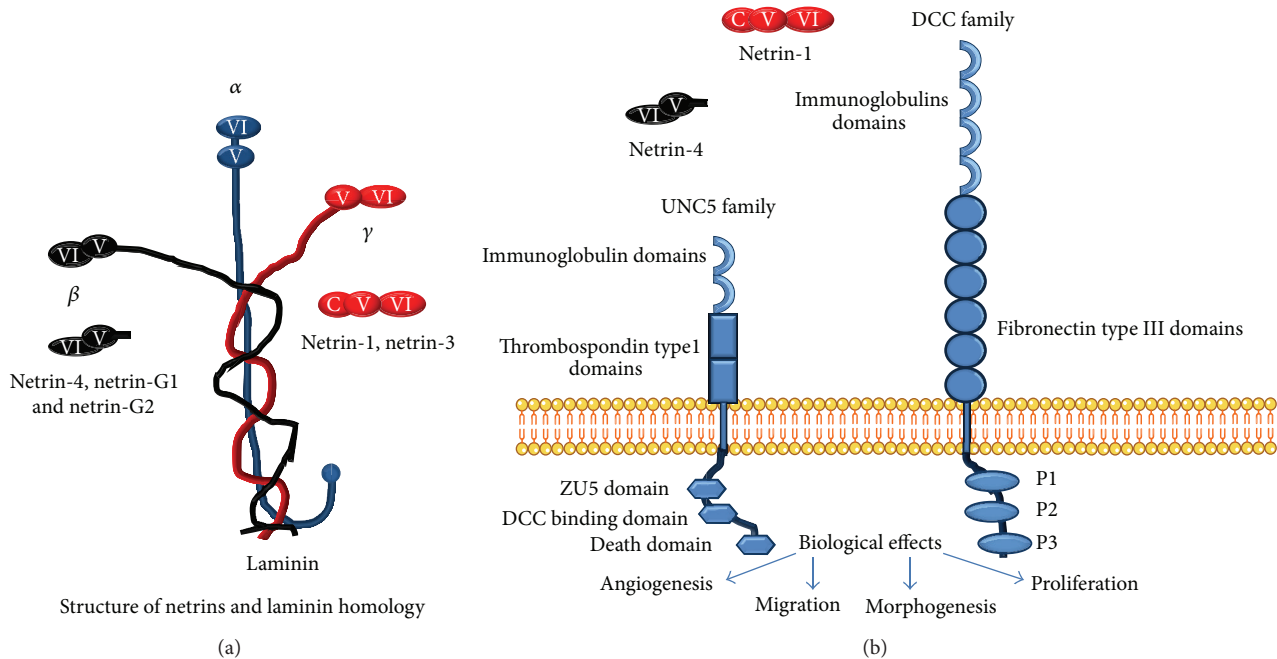 α
VI
V
V VI
γ
VI V
β
C V VI
Netrin-1, netrin-3
VI V
Netrin-4, netrin-G1
and netrin-G2
Laminin
Structure of netrins and laminin homology
(a)
C V VI
Netrin-1
DCC family
Immunoglobulins
domains
VI V
Netrin-4
UNC5 family
Immunoglobulin domains
Thrombospondin type1
domains
Fibronectin type III domains
ZU5 domain
DCC binding domain
Death domain
P1
P2
P3
Biological effects
Angiogenesis
Migration
Morphogenesis
Proliferation
(b)